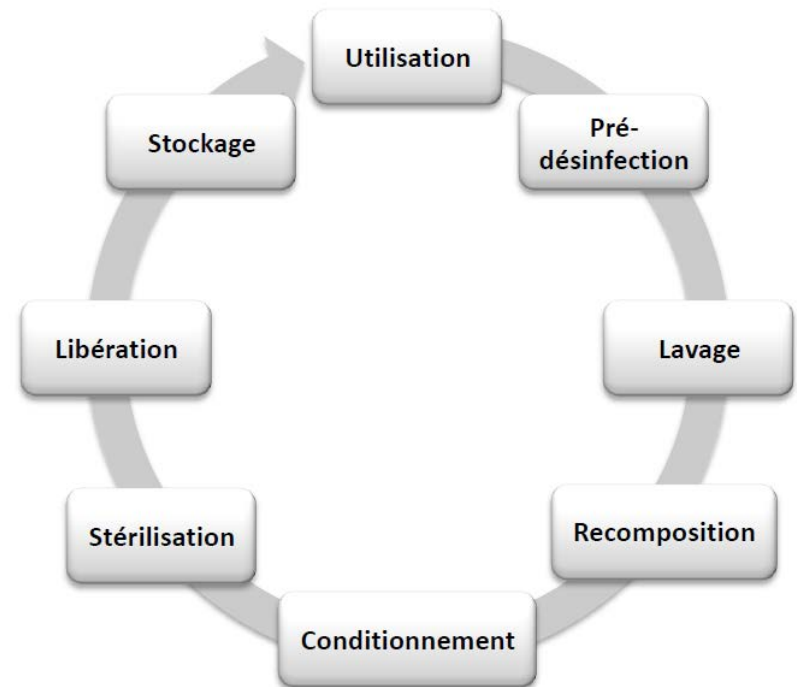 Utilisation
Pré-
désinfection
Lavage
Recomposition
Conditionnement
Stérilisation
Libération
Stockage